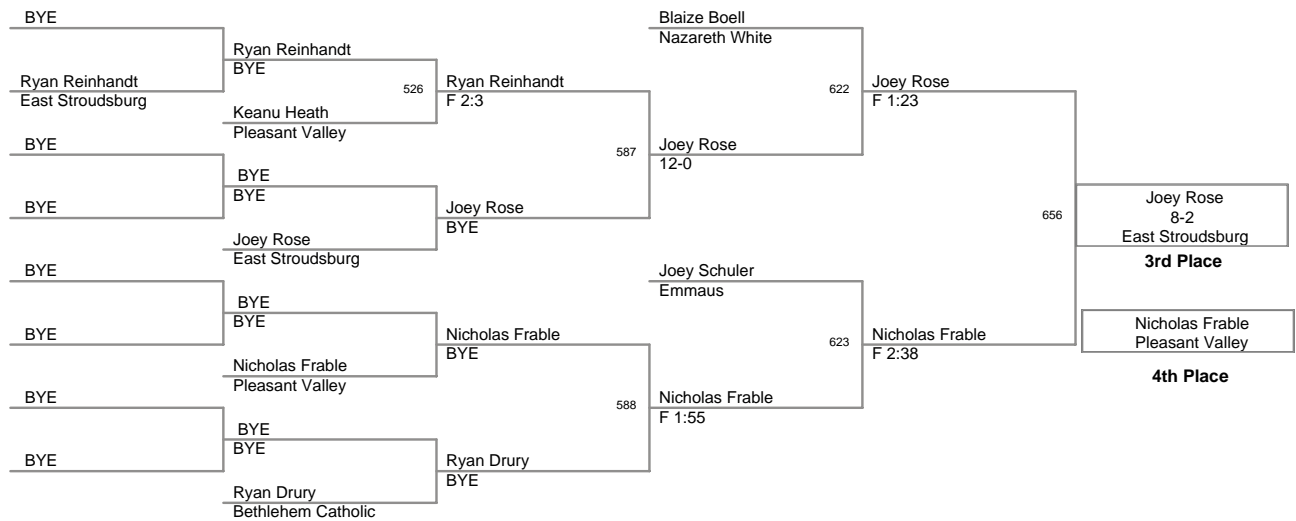 BYE
Blaize Boell
Nazareth White
Ryan Reinhandt
BYE
Ryan Reinhandt
East Stroudsburg
526
Ryan Reinhandt
F 2:3
622
Joey Rose
F 1:23
Keanu Heath
Pleasant Valley
BYE
587
Joey Rose
12-0
BYE
BYE
BYE
Joey Rose
BYE
656
Joey Rose
8-2
East Stroudsburg
3rd Place
Joey Rose
East Stroudsburg
BYE
Joey Schuler
Emmaus
BYE
BYE
BYE
Nicholas Frable
BYE
623
Nicholas Frable
F 2:38
Nicholas Frable
Pleasant Valley
4th Place
Nicholas Frable
Pleasant Valley
BYE
588
Nicholas Frable
F 1:55
BYE
BYE
BYE
Ryan Drury
BYE
Ryan Drury
Bethlehem Catholic